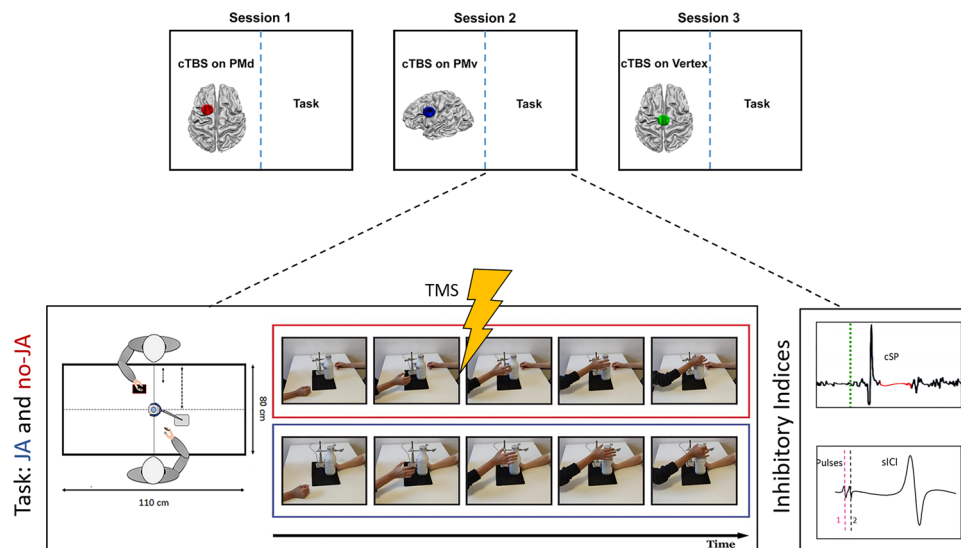 Session 1
Session 2
Session 3
cTBS on PMd
Task
cTBS on PMv
Task
cTBS on Vertex
Task
TMS
Task: JA and no-JA
80 cm
110 cm
Time
Inhibitory Indices
cSP
Pulses
sICI
1
2